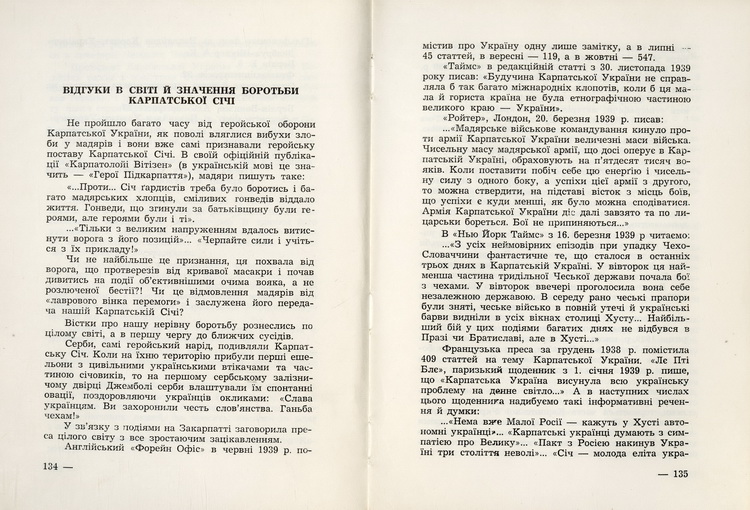 ВІДГУКИ В СВІТІ Й ЗНАЧЕННЯ БОРОТЬБИ
КАРПАТСЬКОЇ СІЧІ
Не пройшло багато часу від геройської оборони
Карпатської України, як поволі вляглися вибухи зло-
би у мадярів і вони вже самі признавали геройську
поставу Карпатської Січі. В своїй офіційній публіка-
ції «Карпатолої Вітізен» (в українській мові це зна-
чить — «Герої Підкарпаття»), мадяри пишуть таке:
«...Проти... Січ ґардистів треба було боротись і ба-
гато мадярських хлопців, сміливих гонведів віддало
життя. Гонведи, що згинули за батьківщину були ге-
роями, але героями були і ті».
...«Тільки з великим напруженням вдалось витис-
нути ворога з його позицій»... «Черпайте сили і учіть-
ся з їх прикладу!»
Чи не найбільше це признання, ця похвала від
ворога, що протверезів від кривавої масакри і почав
дивитись на події об'єктивнішими очима вояка, а не
розлюченої бестії?! Чи це відмовлення мадярів від
«лаврового вінка перемоги» і заслужена його переда-
ча нашій Карпатській Січі?
Вістки про нашу нерівну боротьбу рознеслись по
цілому світі, а в першу чергу до ближчих сусідів.
Серби, самі геройський нарід, подивляли Карпат-
ську Січ. Коли на їхню територію прибули перші еше-
льони з цивільними українськими втікачами та час-
тиною січовиків, то на першому сербському залізнич-
ному двірці Джемболі серби влаштували їм спонтанні
овації, поздоровляючи українців окликами: «Слава
українцям. Ви захоронили честь слов'янства. Ганьба
чехам!»
У зв'язку з подіями на Закарпатті заговорила пре-
са цілого світу з все зростаючим зацікавленням.
Англійський «Форейн Офіс» в червні 1939 р. по-
134 —
містив про Україну одну лише замітку, а в липні —
45 статтей, в вересні — 119, а в жовтні — 547.
«Таймс» в редакційній статті з 30. листопада 1939
року писав: «Будучина Карпатської України не справ-
ляла б так багато міжнародніх клопотів, коли б ця ма-
ла й гориста країна не була етнографічною частиною
великого краю — України».
«Ройтер», Лондон, 20. березня 1939 р. писав:
...«Мадярське військове командування кинуло про-
ти армії Карпатської України величезні маси війська.
Чисельну масу мадярської армії, що досі оперує в Кар-
патській Україні, обраховують на п'ятдесят тисяч во-
яків. Коли поставити побіч себе цю енергію і чисель-
ну силу з одного боку, а успіхи цієї армії з другого,
то можна ствердити, на підставі вісток з місць боїв,
що успіхи є куди менші, як було можна сподіватися.
Армія Карпатської України діє далі завзято та по ли-
царськи бореться. Бої не припиняються...»
В «Нью Йорк Таймс» з 16. березня 1939 р читаємо:
...«З усіх неймовірних епізодів при упадку Чехо-
Словаччини фантастичне те, що сталося в останніх
трьох днях в Карпатській Україні. У вівторок ця най-
менша частина тридільної Чеської держави почала бої
з чехами. У вівторок ввечері проголосила вона себе
незалежною державою. В середу рано чеські прапори
були зняті, чеське військо в повній утечі й українські
барви видніли в усіх вікнах столиці Хусту... Найбіль-
ший бій у цих подіями багатих днях не відбувся в
Празі чи Братиславі, але в Хусті...»
Французька преса за грудень 1938 р. помістила
409 статтей на тему Карпатської України. «Ле Пті
Блє», паризький щоденник з 1. січня 1939 р. пише,
що «Карпатська Україна висунула всю українську
проблему на денне світло...» А в наступних числах
цього щоденника надибуємо такі інформативні речен-
ня й думки:
...«Нема вже Малої Росії — кажуть у Хусті авто-
номні українці»... «Карпатські українці думають з сим-
патією про Велику»... «Пакт з Росією накинув Укра-
їні три століття неволі»... «Січ — молода еліта укра-
— 135